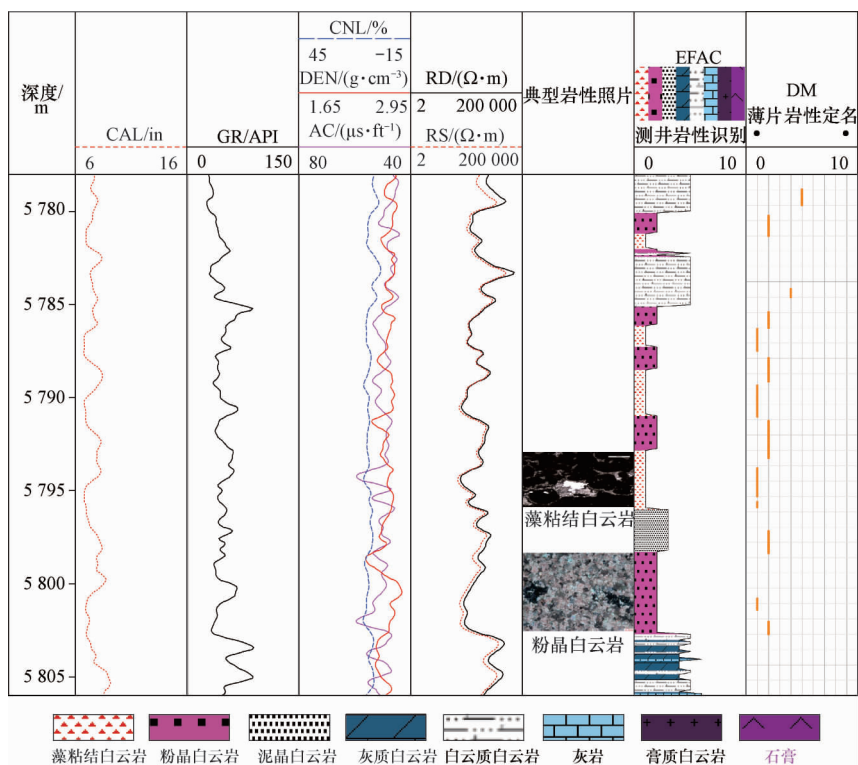 深度/
m
CAL/in
6 16
GR/API
0 150
CNL/%
45 −15
DEN/(g·cm⁻³)
1.65 2.95
AC/(μs·ft⁻¹)
80 40
RD/(Ω·m)
2 200 000
RS/(Ω·m)
2 200 000
典型岩性照片
EFAC
测井岩性识别
0 10
DM
薄片岩性定名
0 10
5 780
5 785
5 790
5 795
藻粘结白云岩
5 800
粉晶白云岩
5 805
藻粘结白云岩 粉晶白云岩 泥晶白云岩 灰质白云岩 白云质白云岩 灰岩 膏质白云岩 石膏